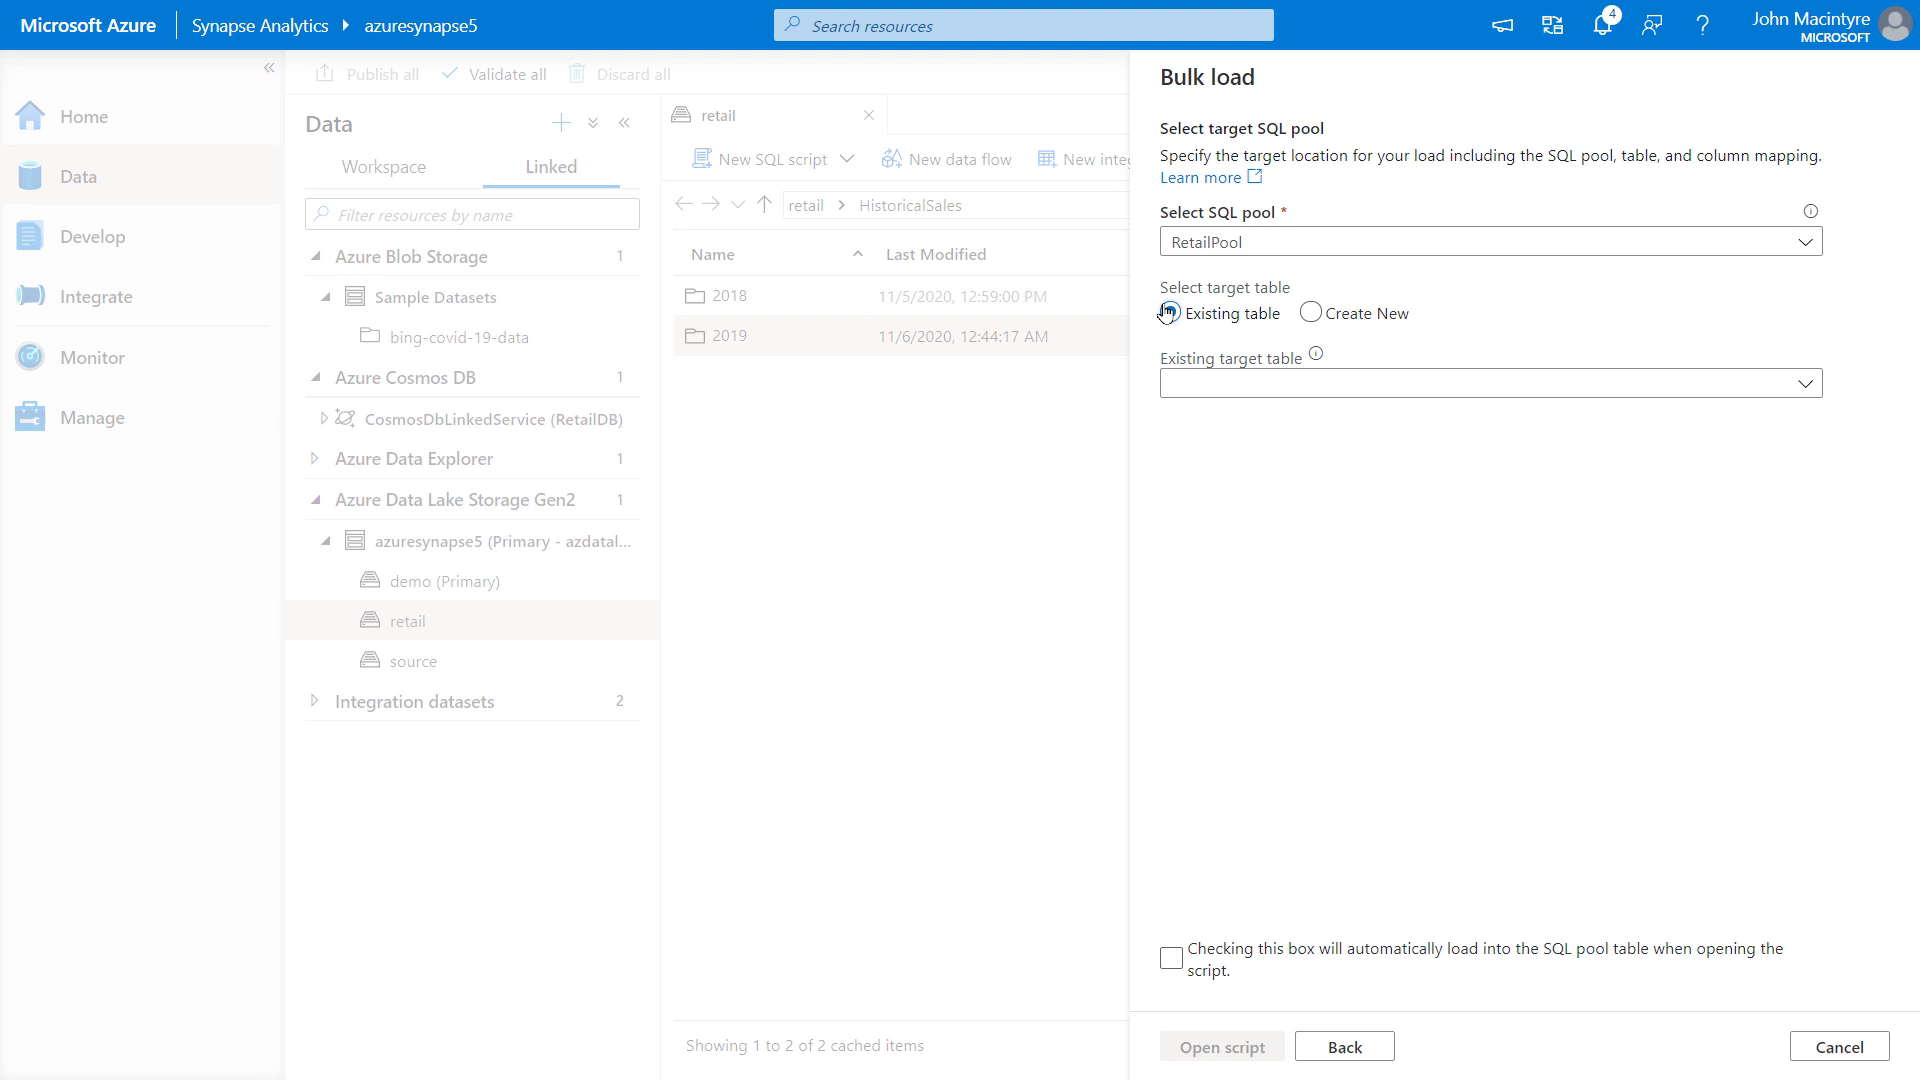 Microsoft Azure
Synapse Analytics
azuresynapse5
Search resources
4
John Macintyre
MICROSOFT
Home
Data
Develop
Integrate
Monitor
Manage
Publish all
Validate all
Discard all
Data
Workspace
Linked
Filter resources by name
Azure Blob Storage 1
Sample Datasets
bing-covid-19-data
Azure Cosmos DB 1
CosmosDbLinkedService (RetailDB)
Azure Data Explorer 1
Azure Data Lake Storage Gen2 1
azuresynapse5 (Primary - azdatal...
demo (Primary)
retail
source
Integration datasets 2
retail
New SQL script
New data flow
New integ
retail > HistoricalSales
Name Last Modified
2018 11/5/2020, 12:59:00 PM
2019 11/6/2020, 12:44:17 AM
Showing 1 to 2 of 2 cached items
Bulk load
Select target SQL pool
Specify the target location for your load including the SQL pool, table, and column mapping.
Learn more
Select SQL pool *
RetailPool
Select target table
Existing table Create New
Existing target table
Checking this box will automatically load into the SQL pool table when opening the
script.
Open script Back Cancel